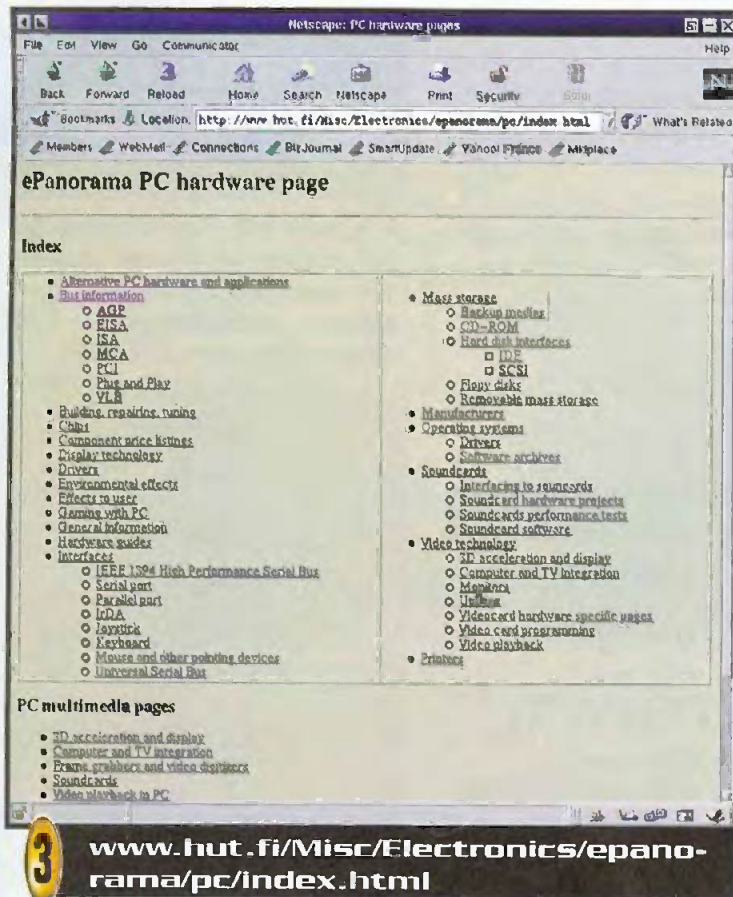 Netscape: PC hardware pages
File Edit View Go Communicator Help
Back Forward Reload Home Search Netscape Print Security
Bookmarks Location: http://www.hut.fi/Misc/Electronics/epanorama/pc/index.html What's Related
Members WebMail Connections BizJournal SmartUpdate Yahoo! France Mktplace
ePanorama PC hardware page
Index
Alternative PC hardware and applications
Bus information
AGP
EISA
ISA
MCA
PCI
Plug and Play
VLB
Building, repairing, tuning
Chips
Component price listings
Display technology
Drivers
Environmental effects
Effects to user
Gaming with PC
General information
Hardware guides
Interfaces
IEEE 1394 High Performance Serial Bus
Serial port
Parallel port
IrDA
Joystick
Keyboard
Mouse and other pointing devices
Universal Serial Bus
Mass storage
Backup medias
CD-ROM
Hard disk interfaces
IDE
SCSI
Flopy disks
Removable mass storage
Manufacturers
Operating systems
Drivers
Software archives
Soundcards
Interfacing to soundcards
Soundcard hardware projects
Soundcards performance tests
Soundcard software
Video technology
3D acceleration and display
Computer and TV integration
Monitors
Videocard hardware specific pages
Video card programming
Video playback
Printers
PC multimedia pages
3D acceleration and display
Computer and TV integration
Frame grabbers and video digitizers
Soundcards
Video playback in PC
3 www.hut.fi/Misc/Electronics/epano-
rama/pc/index.html